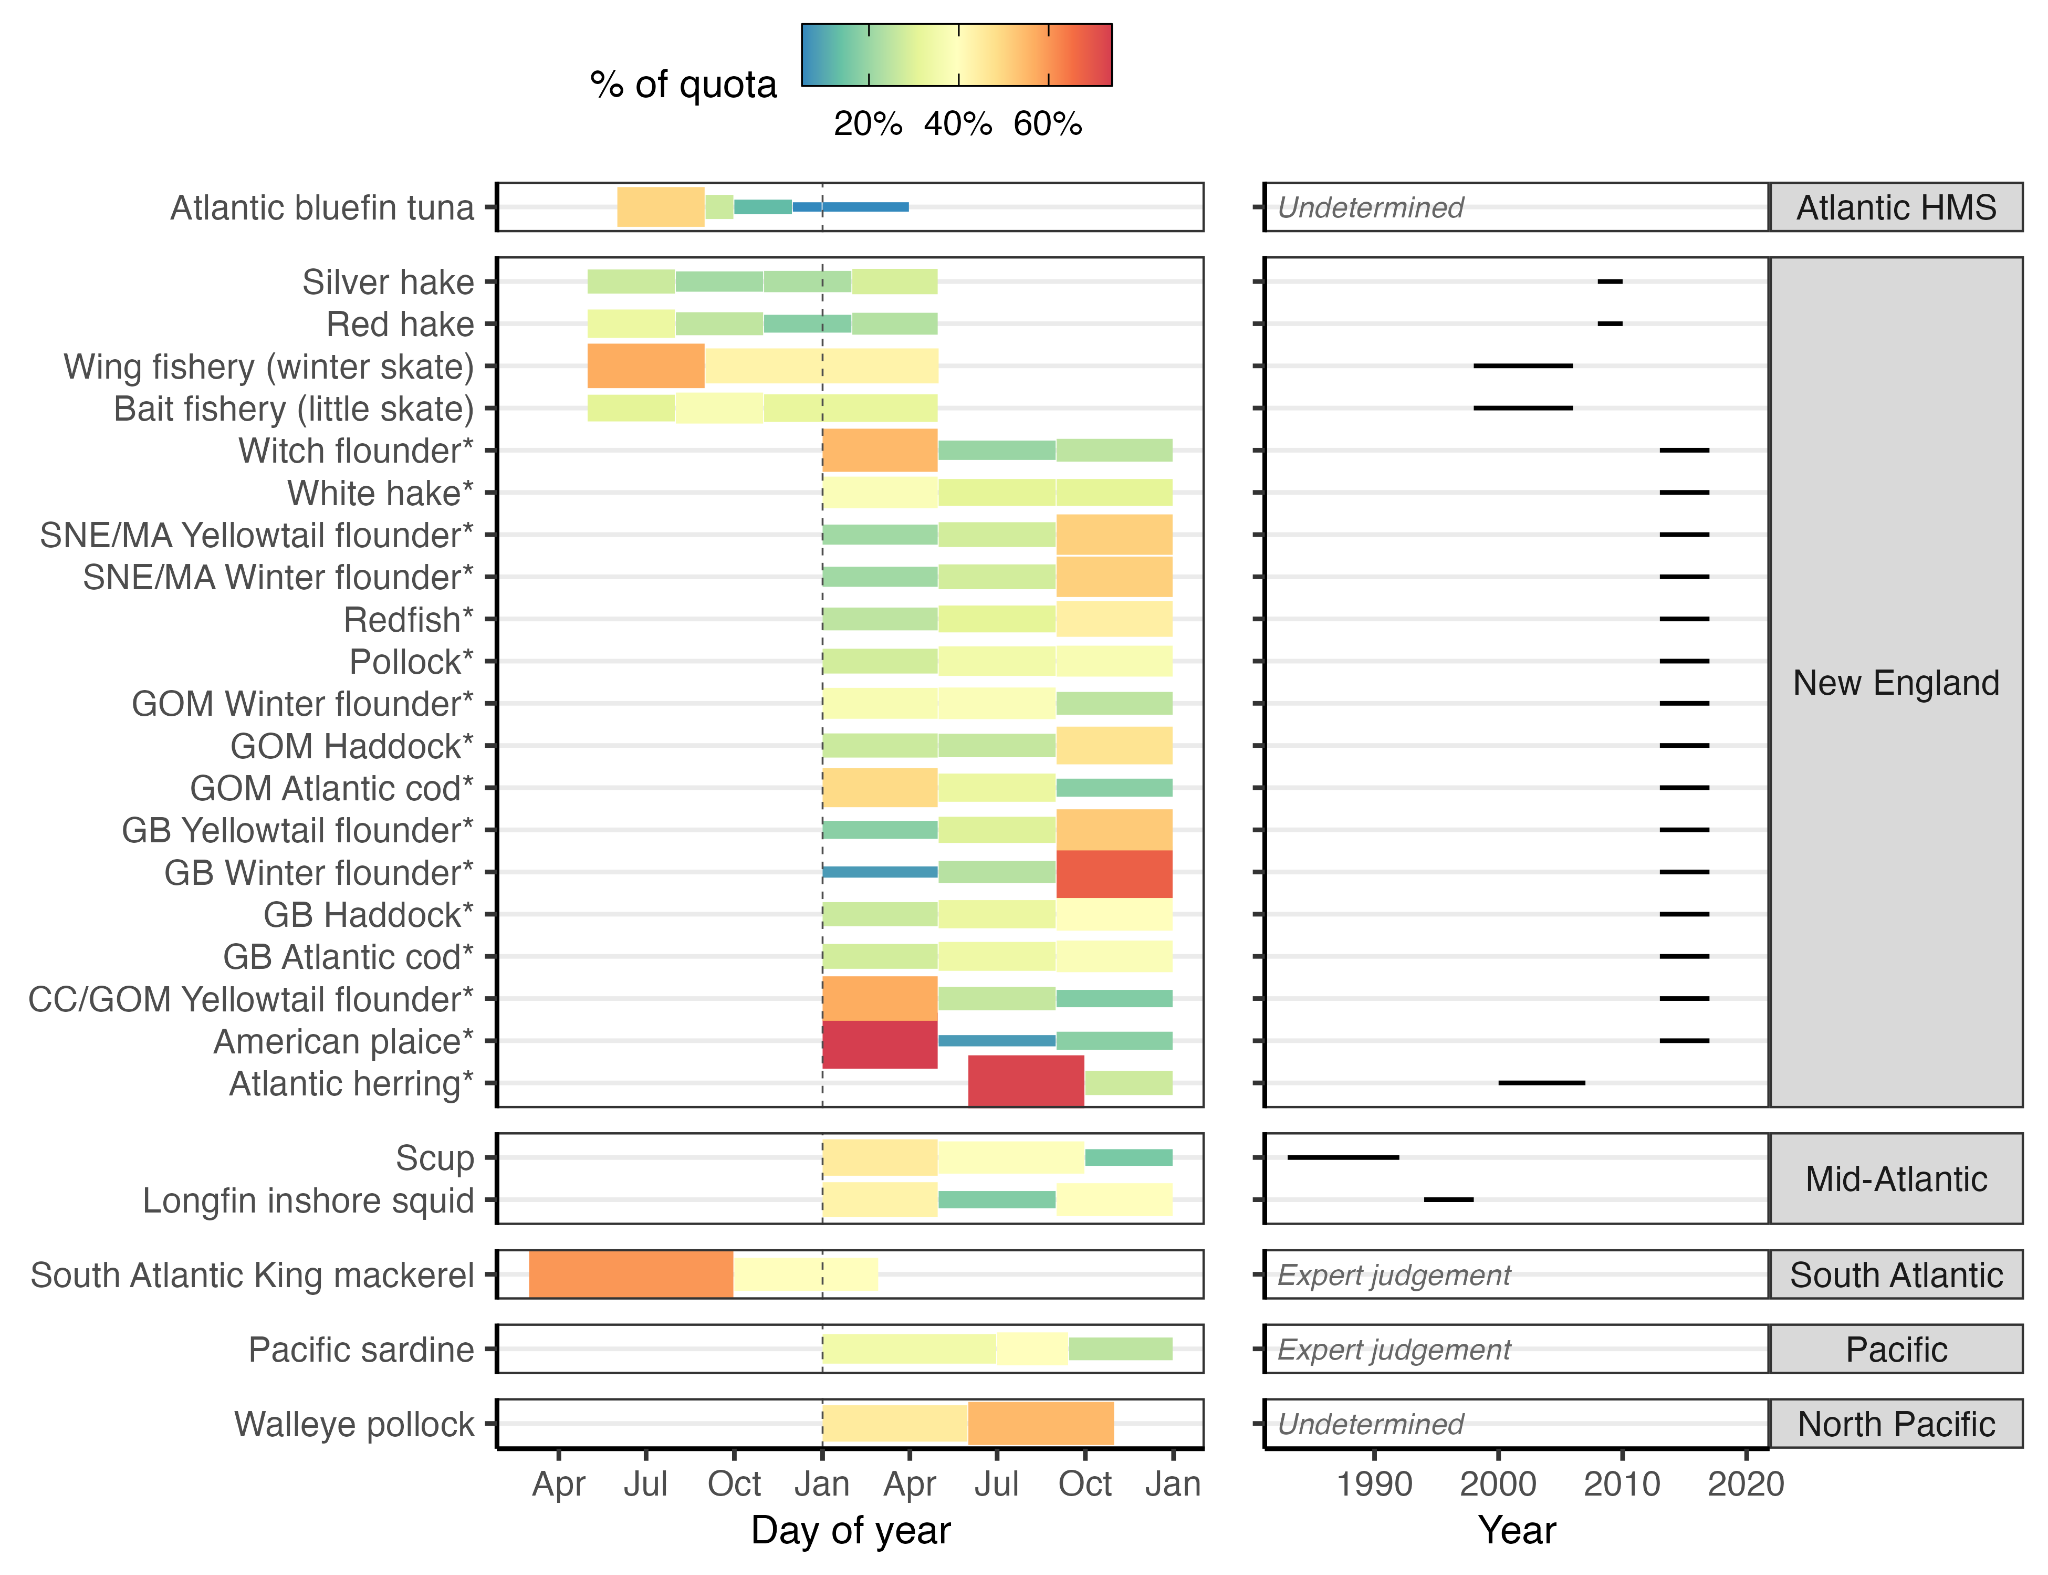 % of quota
20% 40% 60%
Atlantic bluefin tuna Undetermined Atlantic HMS
Silver hake
Red hake
Wing fishery (winter skate)
Bait fishery (little skate)
Witch flounder*
White hake*
SNE/MA Yellowtail flounder*
SNE/MA Winter flounder*
Redfish*
Pollock*
GOM Winter flounder*
GOM Haddock*
GOM Atlantic cod*
GB Yellowtail flounder*
GB Winter flounder*
GB Haddock*
GB Atlantic cod*
CC/GOM Yellowtail flounder*
American plaice*
Atlantic herring*
New England
Scup
Longfin inshore squid
Mid-Atlantic
South Atlantic King mackerel Expert judgement South Atlantic
Pacific sardine Expert judgement Pacific
Walleye pollock Undetermined North Pacific
Apr Jul Oct Jan Apr Jul Oct Jan 1990 2000 2010 2020
Day of year Year